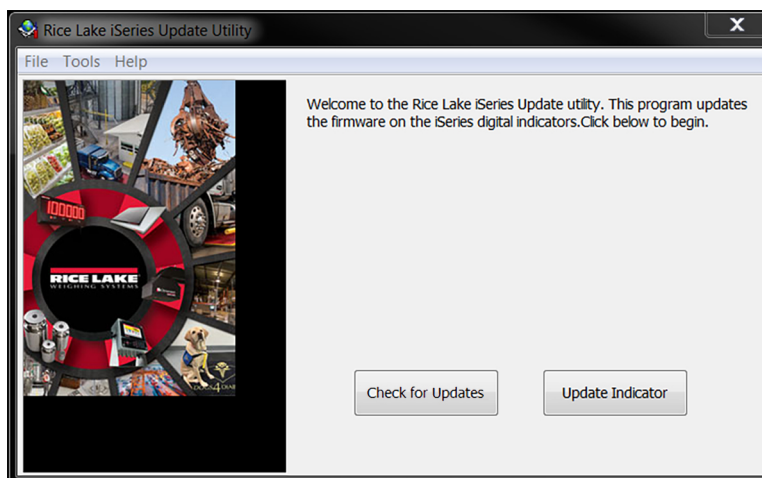 Rice Lake iSeries Update Utility
X
File Tools Help
Welcome to the Rice Lake iSeries Update utility. This program updates
the firmware on the iSeries digital indicators.Click below to begin.
100000
RICE LAKE
WEIGHING SYSTEMS
Check for Updates
Update Indicator